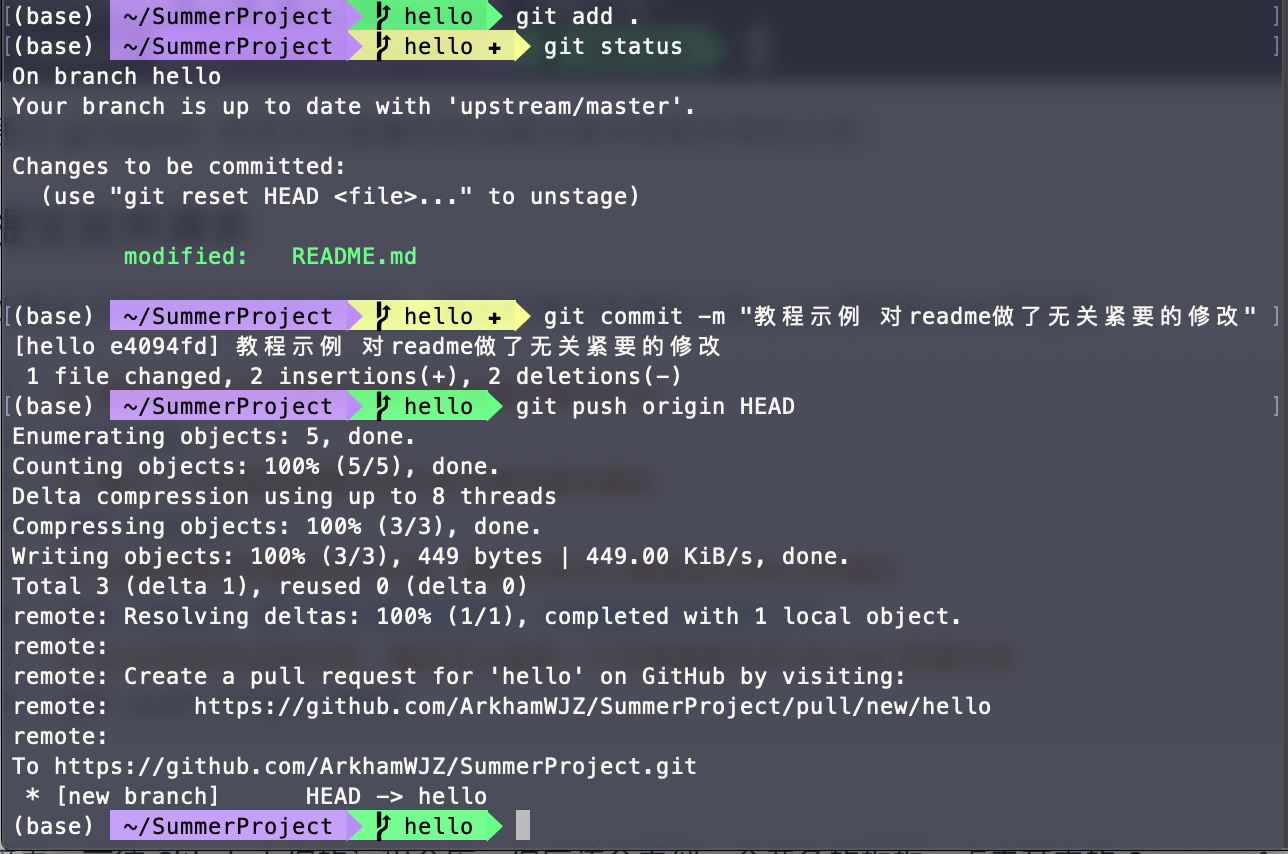 (base) ~/SummerProject hello git add .
(base) ~/SummerProject hello + git status
On branch hello
Your branch is up to date with 'upstream/master'.
Changes to be committed:
(use "git reset HEAD <file>..." to unstage)
modified: README.md
(base) ~/SummerProject hello + git commit -m "教程示例 对readme做了无关紧要的修改"
[hello e4094fd] 教程示例 对readme做了无关紧要的修改
1 file changed, 2 insertions(+), 2 deletions(-)
(base) ~/SummerProject hello git push origin HEAD
Enumerating objects: 5, done.
Counting objects: 100% (5/5), done.
Delta compression using up to 8 threads
Compressing objects: 100% (3/3), done.
Writing objects: 100% (3/3), 449 bytes | 449.00 KiB/s, done.
Total 3 (delta 1), reused 0 (delta 0)
remote: Resolving deltas: 100% (1/1), completed with 1 local object.
remote:
remote: Create a pull request for 'hello' on GitHub by visiting:
remote: https://github.com/ArkhamWJZ/SummerProject/pull/new/hello
remote:
To https://github.com/ArkhamWJZ/SummerProject.git
* [new branch] HEAD -> hello
(base) ~/SummerProject hello